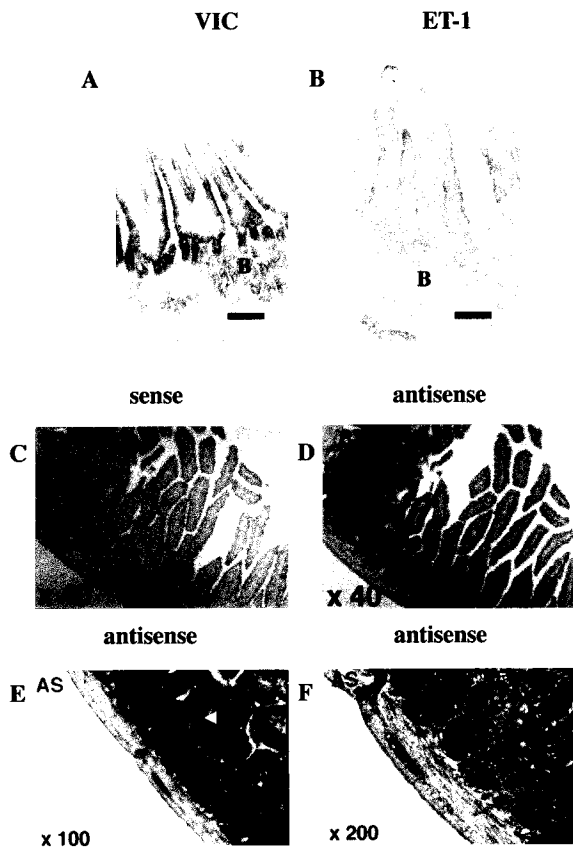 VIC ET-1
A B
B B
sense antisense
C D
x 40
antisense antisense
E AS F AS
x 100 x 200